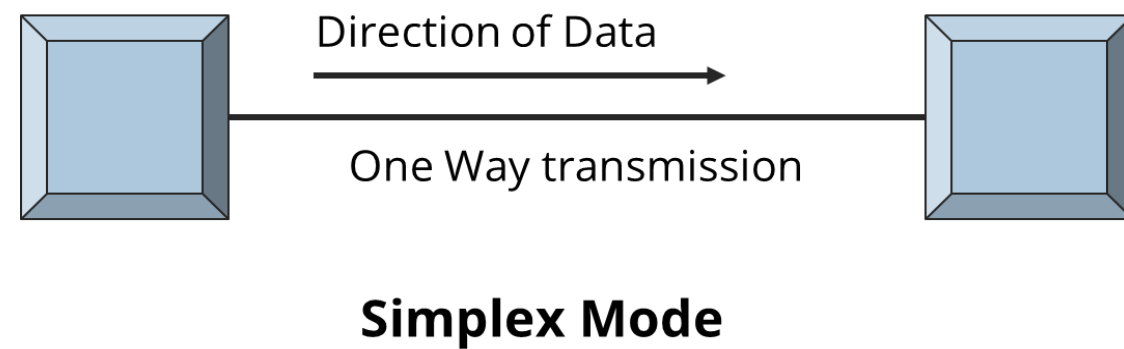 Direction of Data
One Way transmission
Simplex Mode